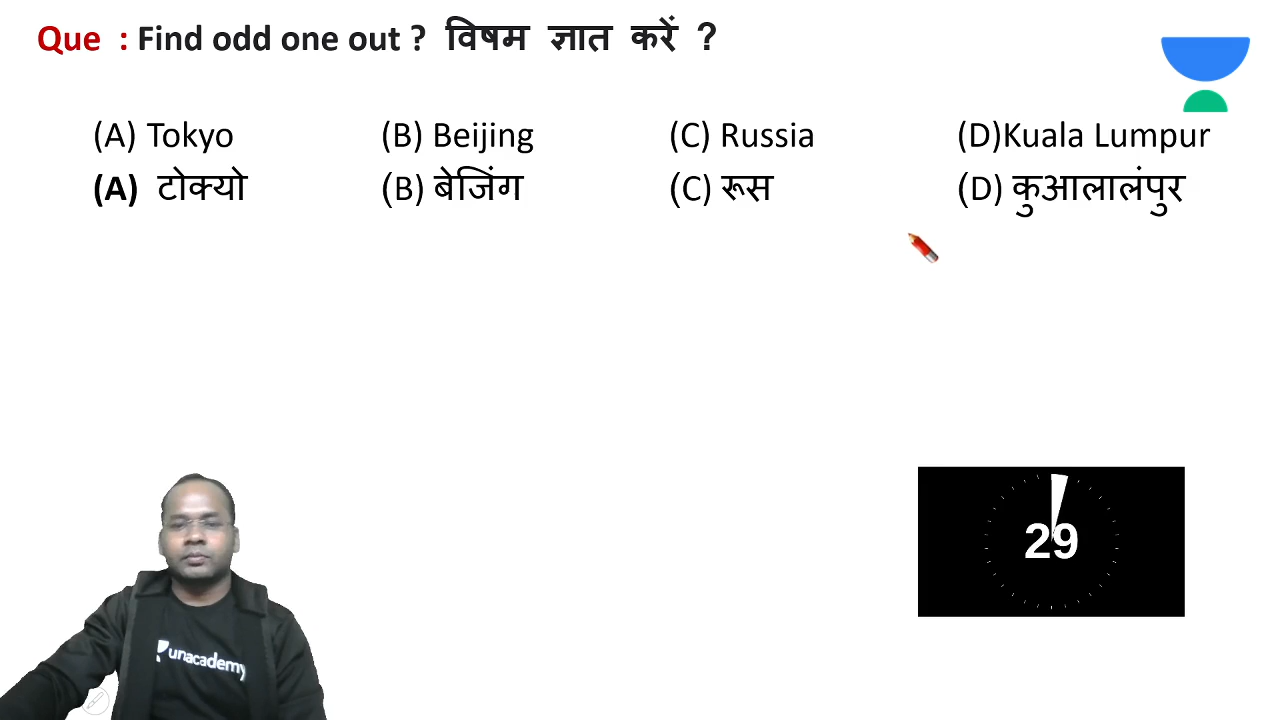 Que : Find odd one out ? विषम ज्ञात करें ?
(A) Tokyo (B) Beijing (C) Russia (D)Kuala Lumpur
(A) टोक्यो (B) बेजिंग (C) रूस (D) कुआलालंपुर
29
unacademy